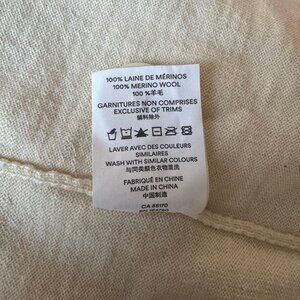 100% LAINE DE MÉRINOS
100% MERINO WOOL
100%羊毛
GARNITURES NON COMPRISES
EXCLUSIVE OF TRIMS
辅料除外
LAVER AVEC DES COULEURS
SIMILAIRES
WASH WITH SIMILAR COLOURS
与同类颜色衣物混洗
FABRIQUÉ EN CHINE
MADE IN CHINA
中国制造
CA 55170